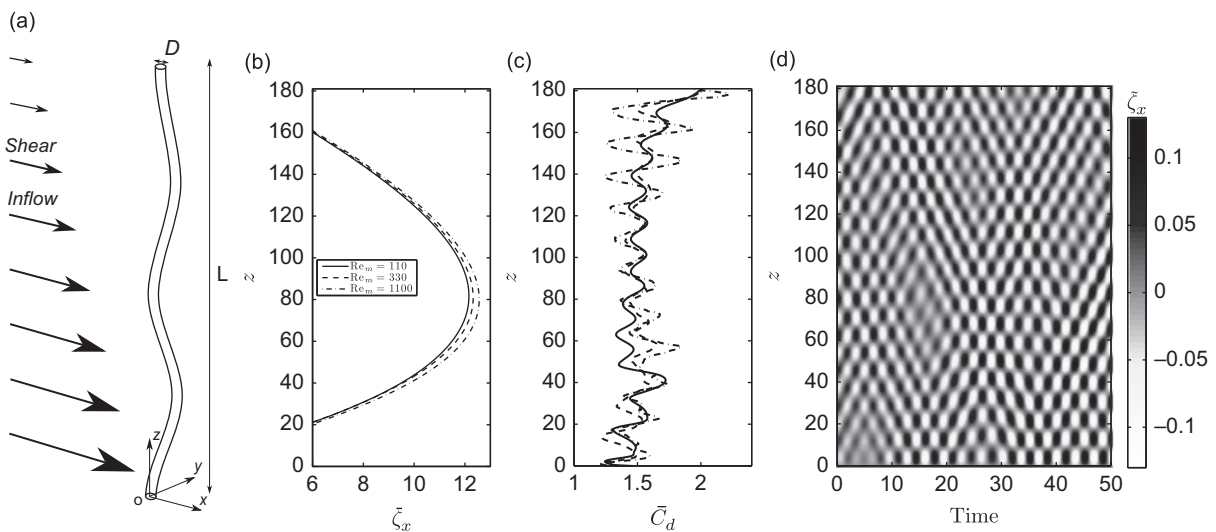 (a)
D
Shear
Inflow
L
z
y
x
o
(b)
180
160
140
120
100
80
60
40
20
0
z
Re_m = 110
Re_m = 330
Re_m = 1100
6 8 10 12
ζ̄_x
(c)
180
160
140
120
100
80
60
40
20
0
z
1 1.5 2
C̄_d
(d)
180
160
140
120
100
80
60
40
20
0
z
0 10 20 30 40 50
Time
ζ̃_x
0.1
0.05
0
−0.05
−0.1